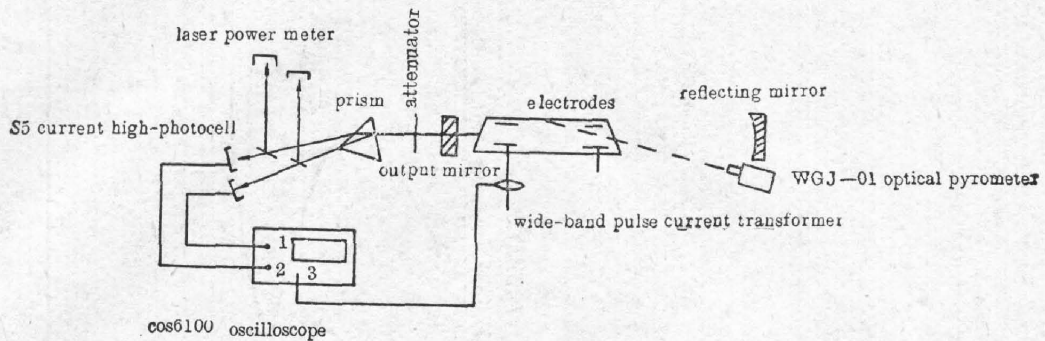 laser power meter
attenuator
prism
electrodes
reflecting mirror
S5 current high-photocell
output mirror
WGJ—01 optical pyrometer
wide-band pulse current transformer
1
2 3
cos6100 oscilloscope